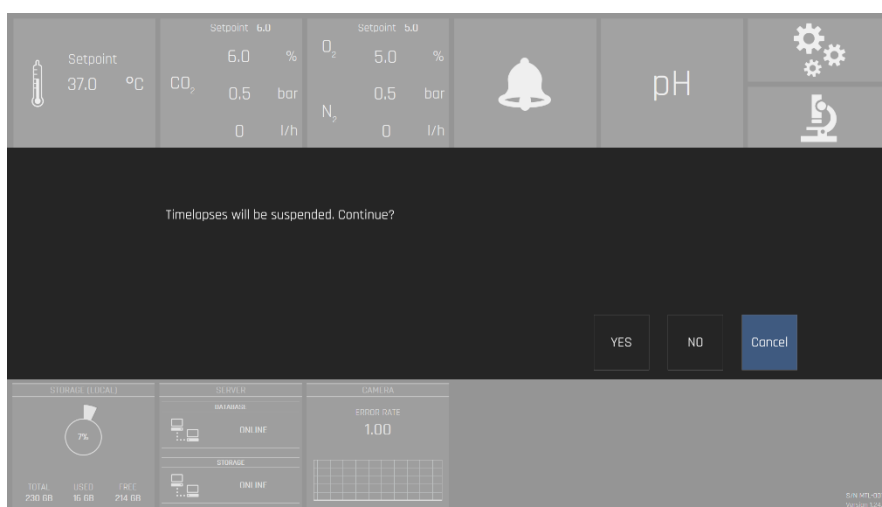 Setpoint
37.0 °C
Setpoint 6.0
CO2
6.0 %
0.5 bar
0 l/h
Setpoint 5.0
O2
5.0 %
N2
0.5 bar
0 l/h
pH
Timelapses will be suspended. Continue?
YES
NO
Cancel
STORAGE (LOCAL)
7%
TOTAL USED FREE
230 GB 16 GB 214 GB
SERVER
DATABASE
ONLINE
STORAGE
ONLINE
CAMERA
ERROR RATE
1.00